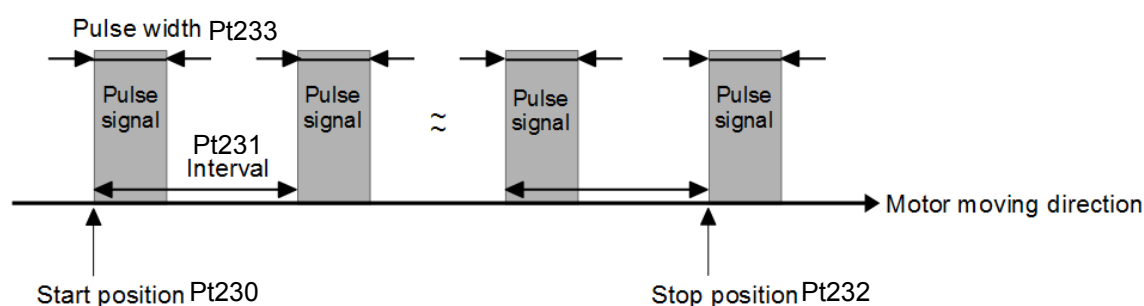 Pulse width Pt233
Pulse
signal
Pulse
signal
≈
Pulse
signal
Pulse
signal
Pt231
Interval
Motor moving direction
Start position Pt230
Stop position Pt232